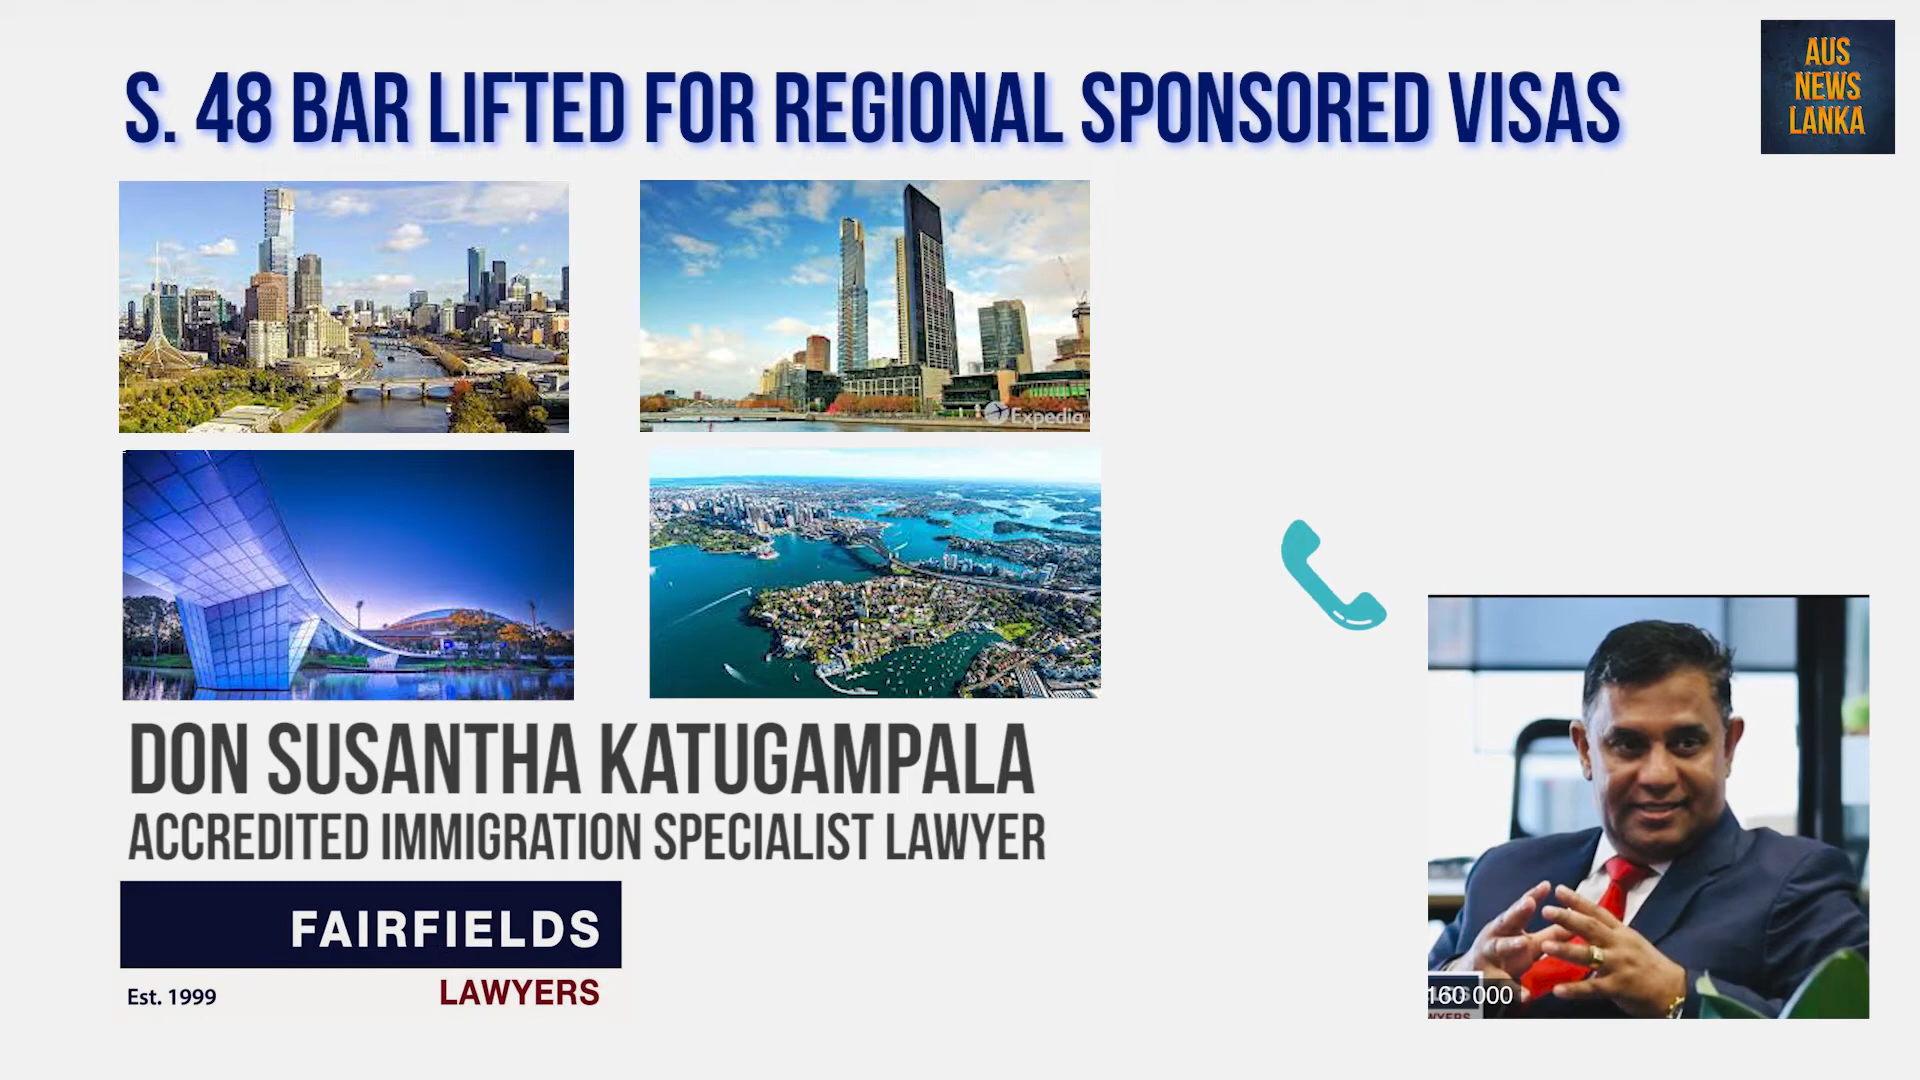 S. 48 BAR LIFTED FOR REGIONAL SPONSORED VISAS
AUS
NEWS
LANKA
Expedia
DON SUSANTHA KATUGAMPALA
ACCREDITED IMMIGRATION SPECIALIST LAWYER
FAIRFIELDS
Est. 1999
LAWYERS
160 000